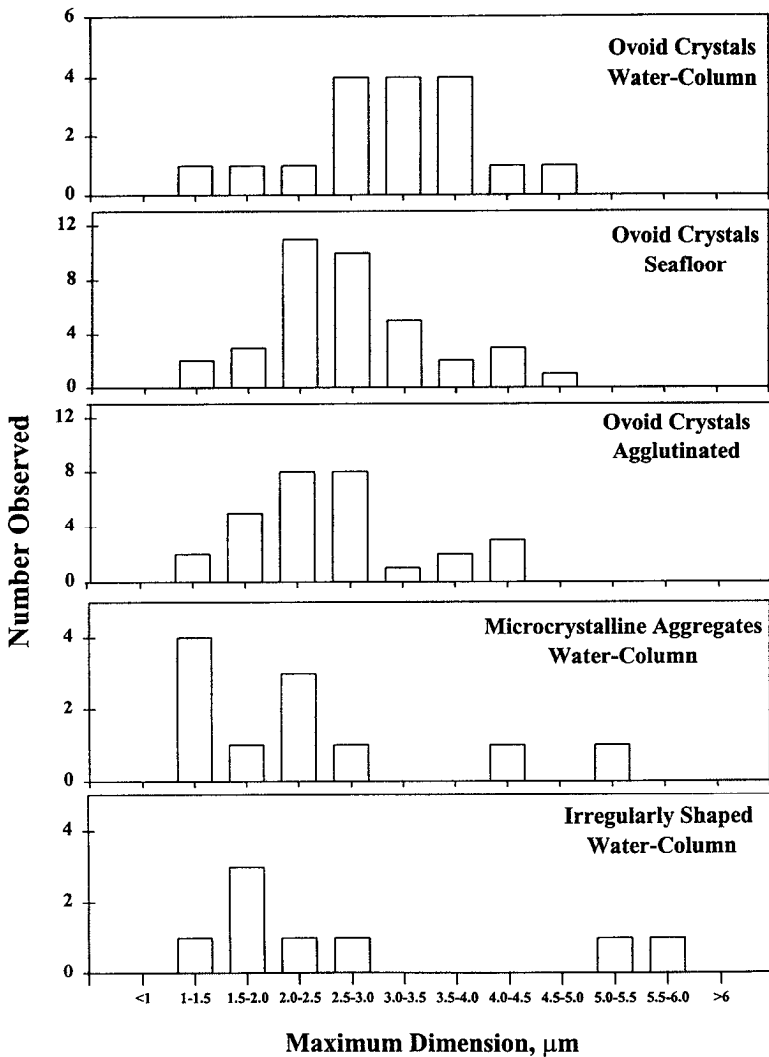 6
4
2
0
Ovoid Crystals
Water-Column
12
8
4
0
Ovoid Crystals
Seafloor
12
8
4
0
Ovoid Crystals
Agglutinated
4
2
0
Microcrystalline Aggregates
Water-Column
4
2
0
Irregularly Shaped
Water-Column
Number Observed
<1 1-1.5 1.5-2.0 2.0-2.5 2.5-3.0 3.0-3.5 3.5-4.0 4.0-4.5 4.5-5.0 5.0-5.5 5.5-6.0 >6
Maximum Dimension, μm